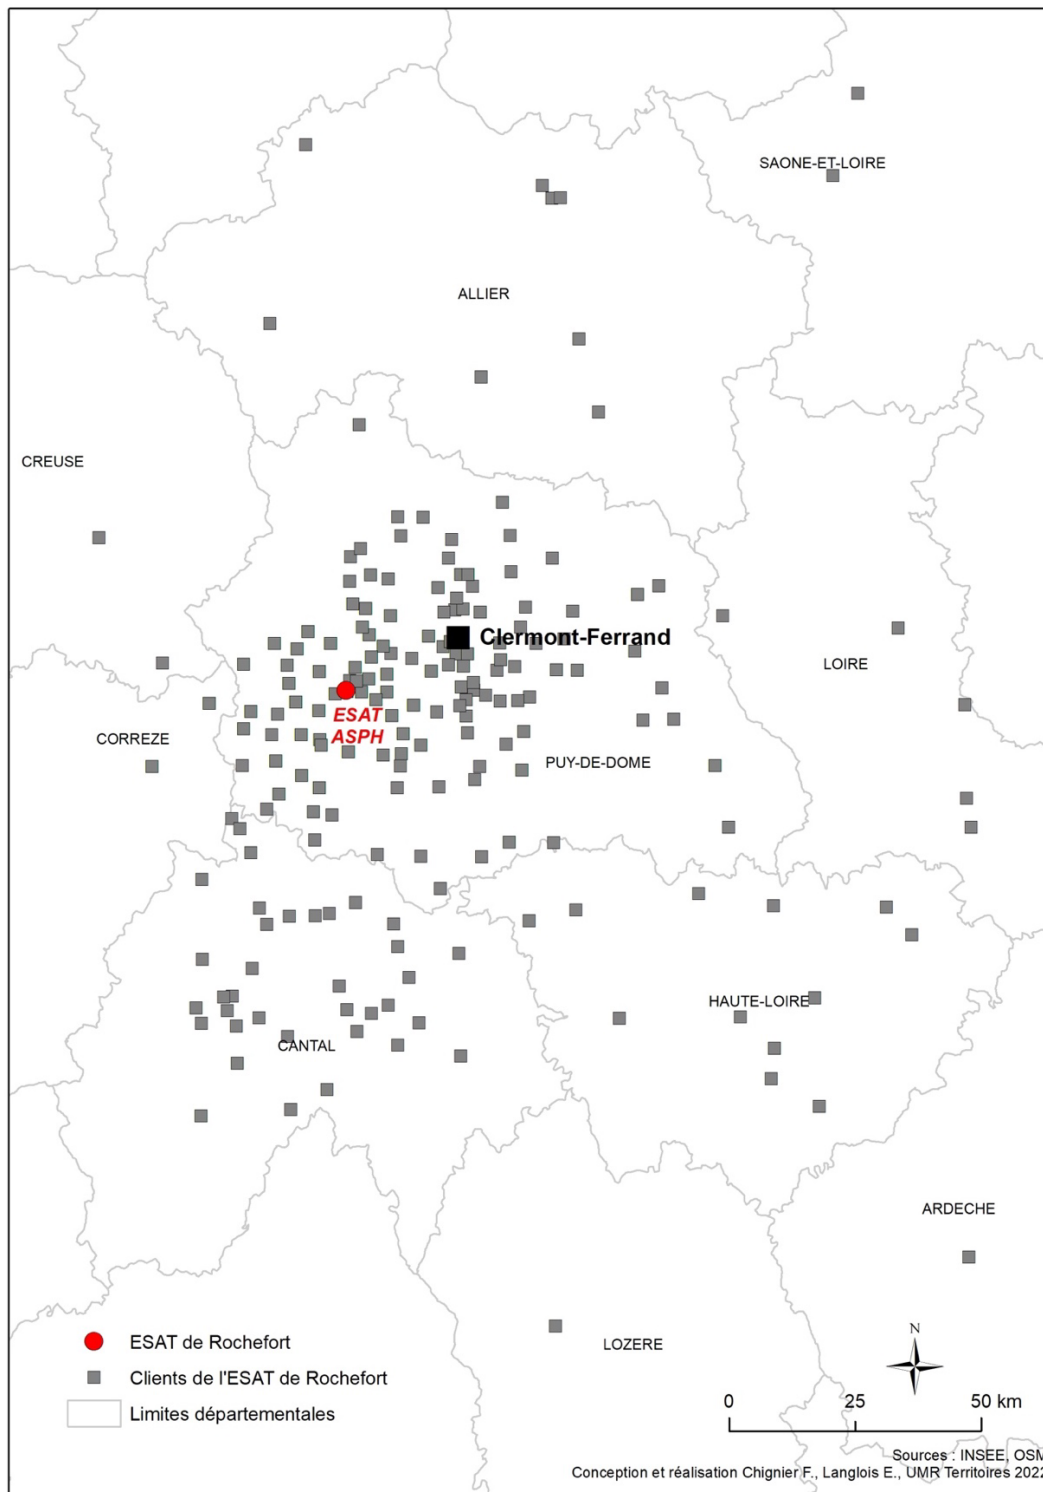 SAONE-ET-LOIRE
ALLIER
CREUSE
Clermont-Ferrand
LOIRE
ESAT
ASPH
CORREZE
PUY-DE-DOME
HAUTE-LOIRE
CANTAL
ARDECHE
LOZERE
ESAT de Rochefort
Clients de l'ESAT de Rochefort
Limites départementales
N
0 25 50 km
Sources : INSEE, OSM
Conception et réalisation Chignier F., Langlois E., UMR Territoires 2022